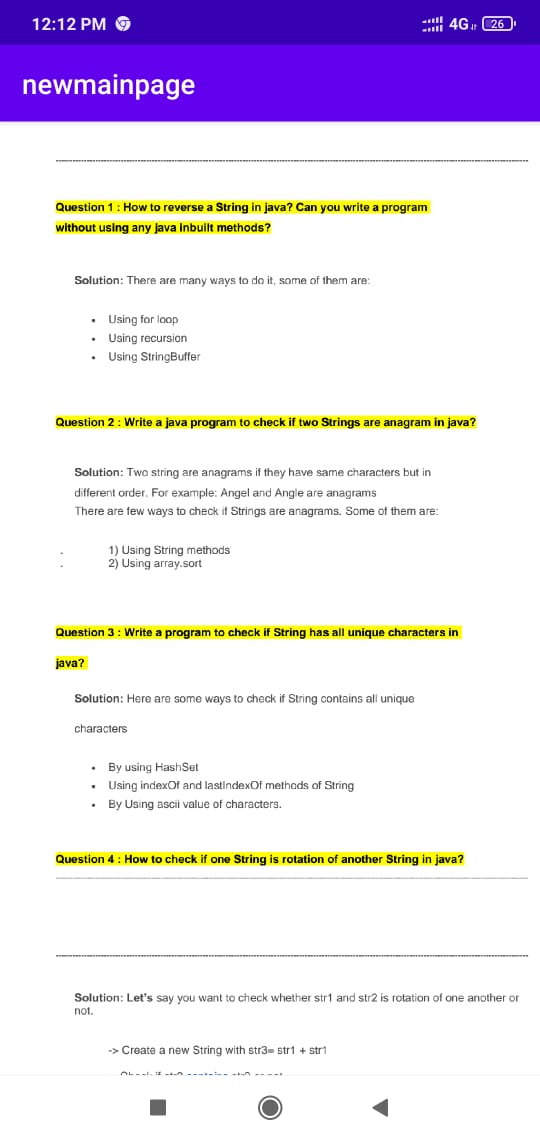 12:12 PM
4G 26
newmainpage
Question 1 : How to reverse a String in java? Can you write a program
without using any java inbuilt methods?
Solution: There are many ways to do it, some of them are:
• Using for loop
• Using recursion
• Using StringBuffer
Question 2 : Write a java program to check if two Strings are anagram in java?
Solution: Two string are anagrams if they have same characters but in
different order. For example: Angel and Angle are anagrams
There are few ways to check if Strings are anagrams. Some of them are:
. 1) Using String methods
. 2) Using array.sort
Question 3 : Write a program to check if String has all unique characters in
java?
Solution: Here are some ways to check if String contains all unique
characters
• By using HashSet
• Using indexOf and lastIndexOf methods of String
• By Using ascii value of characters.
Question 4 : How to check if one String is rotation of another String in java?
Solution: Let's say you want to check whether str1 and str2 is rotation of one another or
not.
-> Create a new String with str3= str1 + str1